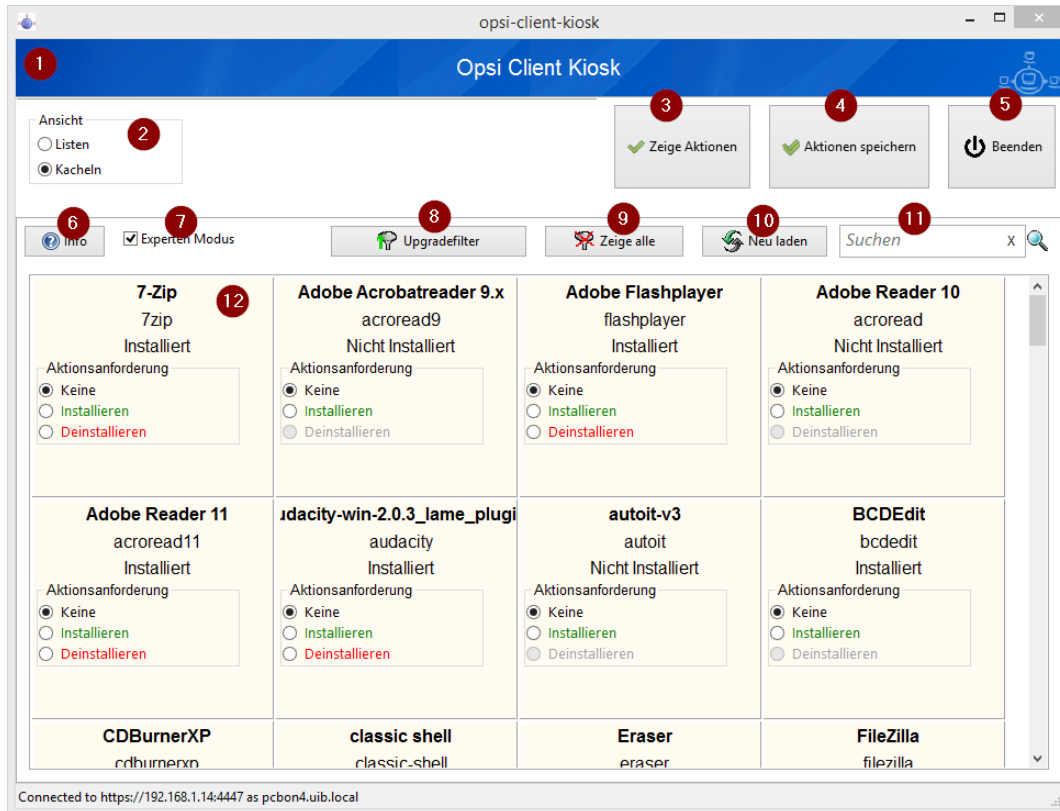 opsi-client-kiosk
1
Opsi Client Kiosk
Ansicht
2
Listen
Kacheln
3
Zeige Aktionen
4
Aktionen speichern
5
Beenden
6
Info
7
Experten Modus
8
Upgradefilter
9
Zeige alle
10
Neu laden
11
Suchen X
12
7-Zip
7zip
Installiert
Aktionsanforderung
Keine
Installieren
Deinstallieren
Adobe Acrobatreader 9.x
acroread9
Nicht Installiert
Aktionsanforderung
Keine
Installieren
Deinstallieren
Adobe Flashplayer
flashplayer
Installiert
Aktionsanforderung
Keine
Installieren
Deinstallieren
Adobe Reader 10
acroread
Nicht Installiert
Aktionsanforderung
Keine
Installieren
Deinstallieren
Adobe Reader 11
acroread11
Installiert
Aktionsanforderung
Keine
Installieren
Deinstallieren
udacity-win-2.0.3_lame_plugi
audacity
Installiert
Aktionsanforderung
Keine
Installieren
Deinstallieren
autoit-v3
autoit
Nicht Installiert
Aktionsanforderung
Keine
Installieren
Deinstallieren
BCDEdit
bcdedit
Installiert
Aktionsanforderung
Keine
Installieren
Deinstallieren
CDBurnerXP
cdburnerxp
classic shell
classic-shell
Eraser
eraser
FileZilla
filezilla
Connected to https://192.168.1.14:4447 as pcbon4.uib.local